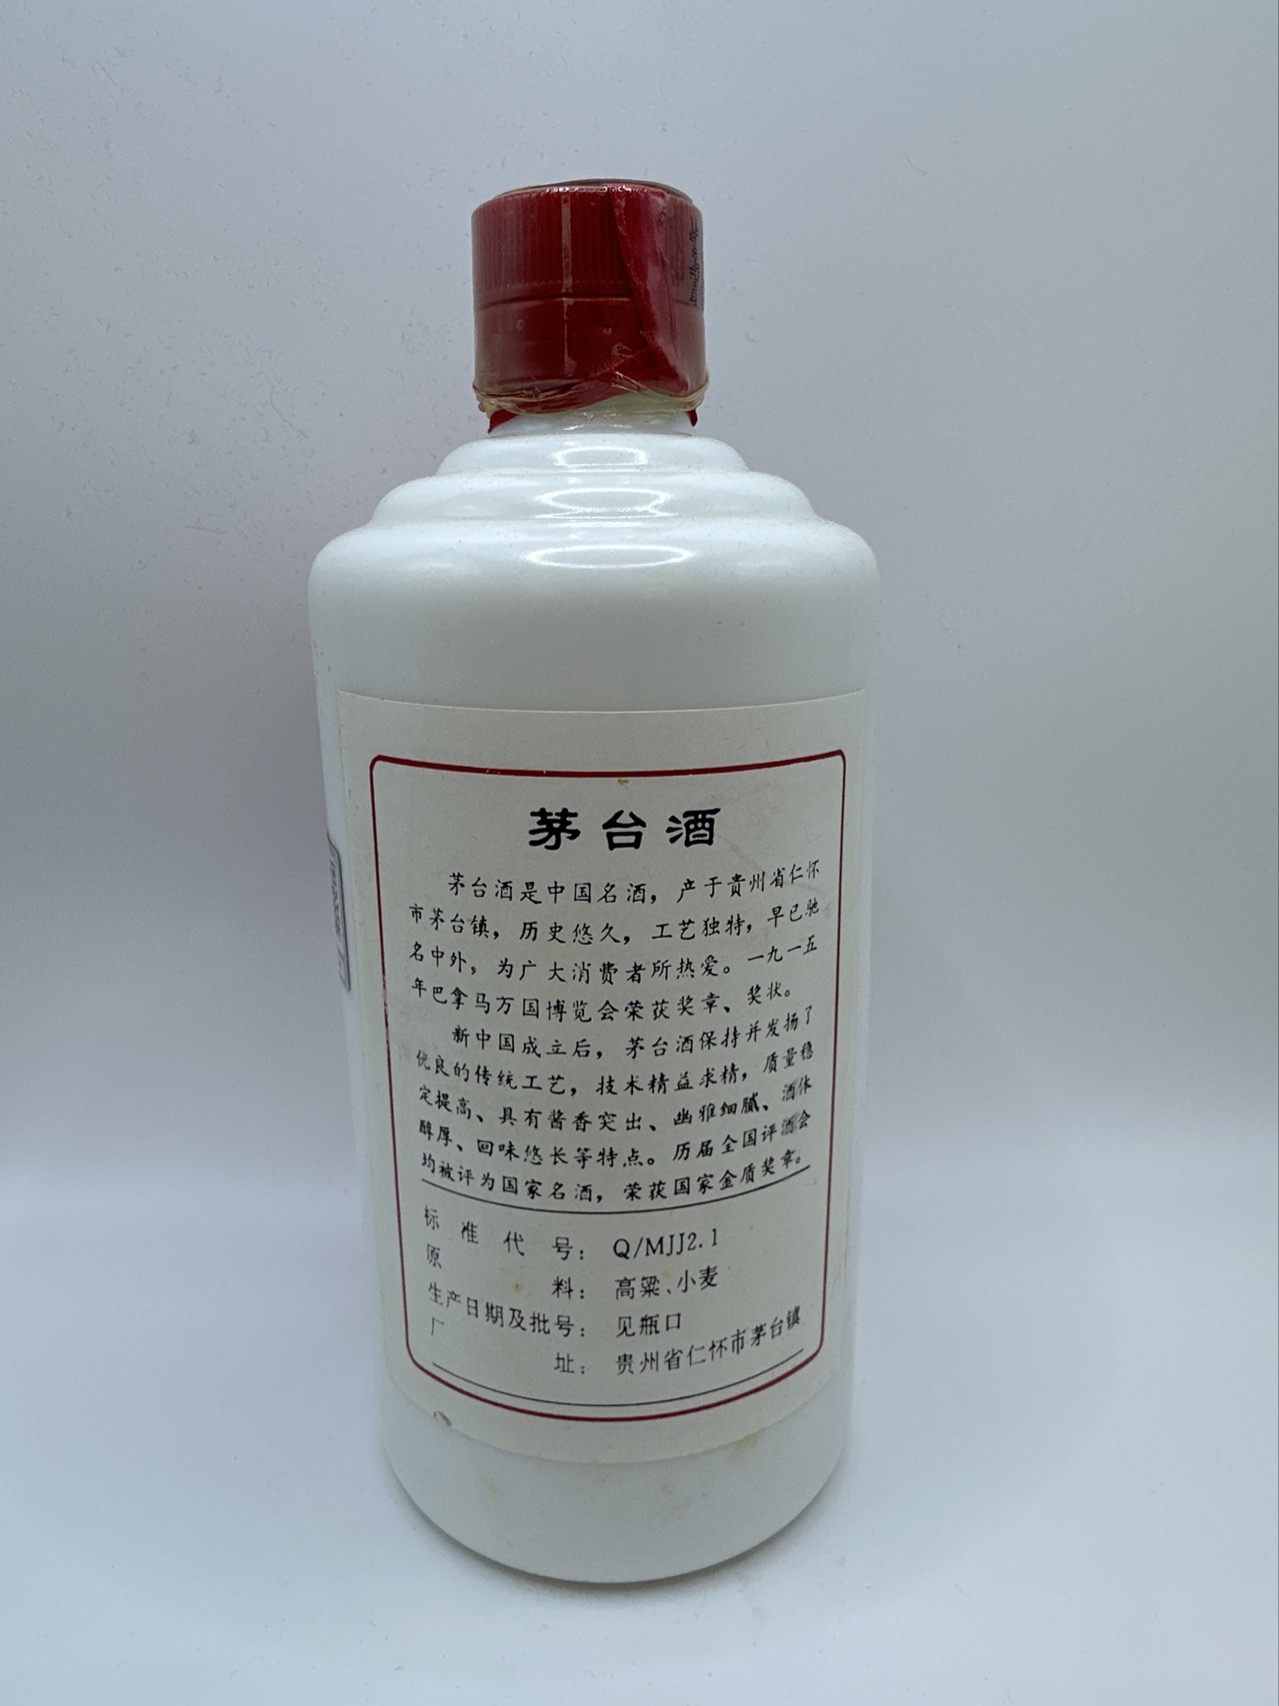 茅台酒
茅台酒是中国名酒，产于贵州省仁怀
市茅台镇，历史悠久，工艺独特，早已驰
名中外，为广大消费者所热爱。一九一五
年巴拿马万国博览会荣获奖章、奖状。
新中国成立后，茅台酒保持并发扬了
优良的传统工艺，技术精益求精，质量稳
定提高、具有酱香突出、幽雅细腻、酒体
醇厚、回味悠长等特点。历届全国评酒会
均被评为国家名酒，荣获国家金质奖章。
标准代号：Q/MJJ2.1
原料：高粱、小麦
生产日期及批号：见瓶口
厂址：贵州省仁怀市茅台镇